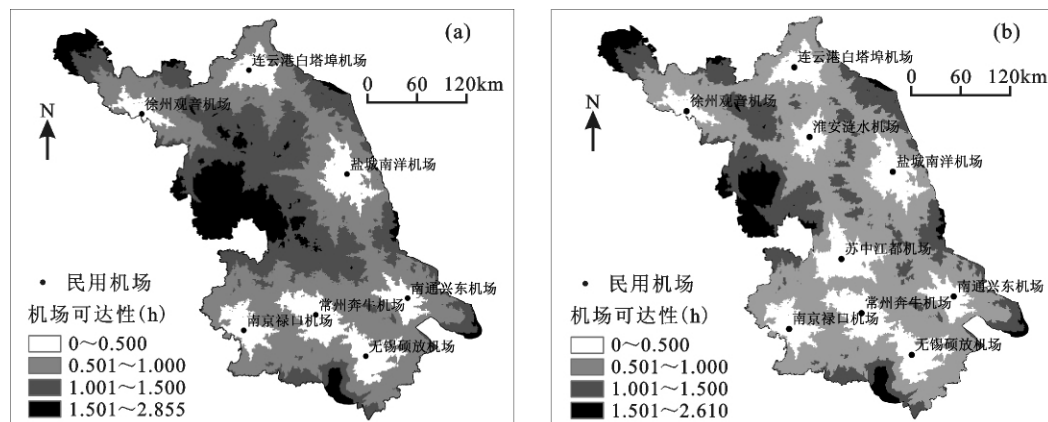 (a)
连云港白塔埠机场
0 60 120km
徐州观音机场
N
盐城南洋机场
民用机场
南通兴东机场
机场可达性(h)
常州奔牛机场
南京禄口机场
0～0.500
无锡硕放机场
0.501～1.000
1.001～1.500
1.501～2.855
(b)
连云港白塔埠机场
0 60 120km
徐州观音机场
N
淮安涟水机场
盐城南洋机场
苏中江都机场
民用机场
南通兴东机场
机场可达性(h)
常州奔牛机场
南京禄口机场
0～0.500
无锡硕放机场
0.501～1.000
1.001～1.500
1.501～2.610